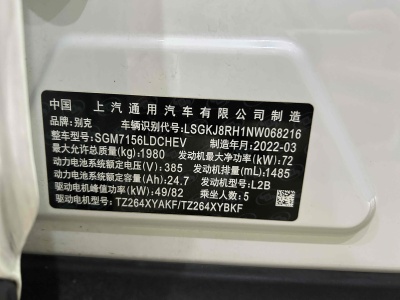 中国 上汽通用汽车有限公司制造
品牌:别克 车辆识别代号:LSGKJ8RH1NW068216
整车型号:SGM7156LDCHEV 制造年月:2022-03
最大允许总质量(kg):1980 发动机最大净功率(kW):72
动力电池系统额定电压(V):385 发动机排量(mL):1485
动力电池系统额定容量(Ah):24.7 发动机型号:L2B
驱动电机峰值功率(kW):49/82 乘坐人数:5
驱动电机型号:TZ264XYAKF/TZ264XYBKF